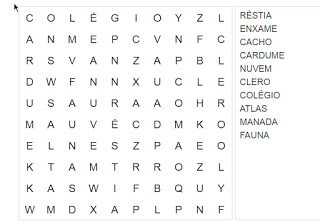 C O L É G I O Y Z L
A N M E P C V N F C
R S V A N Z A P B L
D W F N N X U C L E
U S A U R A A O H R
M A U V É C D M K O
E L N E S Z P A E O
K T A M T R R O Z L
K A S W I F B Q U Y
W M D X A P L P N F
RÉSTIA
ENXAME
CACHO
CARDUME
NUVEM
CLERO
COLÉGIO
ATLAS
MANADA
FAUNA